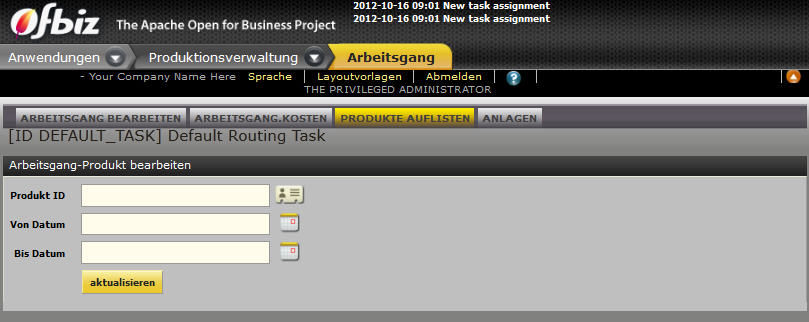 2012-10-16 09:01 New task assignment
2012-10-16 09:01 New task assignment
Ofbiz The Apache Open for Business Project
Anwendungen Produktionsverwaltung Arbeitsgang
- Your Company Name Here Sprache Layoutvorlagen Abmelden ?
THE PRIVILEGED ADMINISTRATOR
ARBEITSGANG BEARBEITEN ARBEITSGANG.KOSTEN PRODUKTE AUFLISTEN ANLAGEN
[ID DEFAULT_TASK] Default Routing Task
Arbeitsgang-Produkt bearbeiten
Produkt ID
Von Datum
Bis Datum
aktualisieren